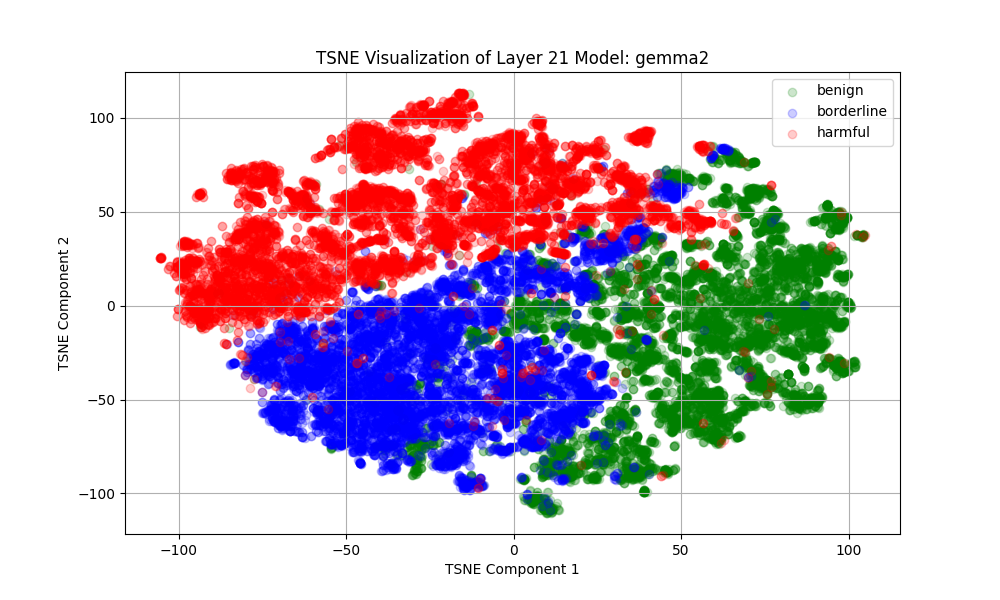 TSNE Visualization of Layer 21 Model: gemma2
benign
borderline
harmful
TSNE Component 2
100
50
0
−50
−100
−100
−50
0
50
100
TSNE Component 1